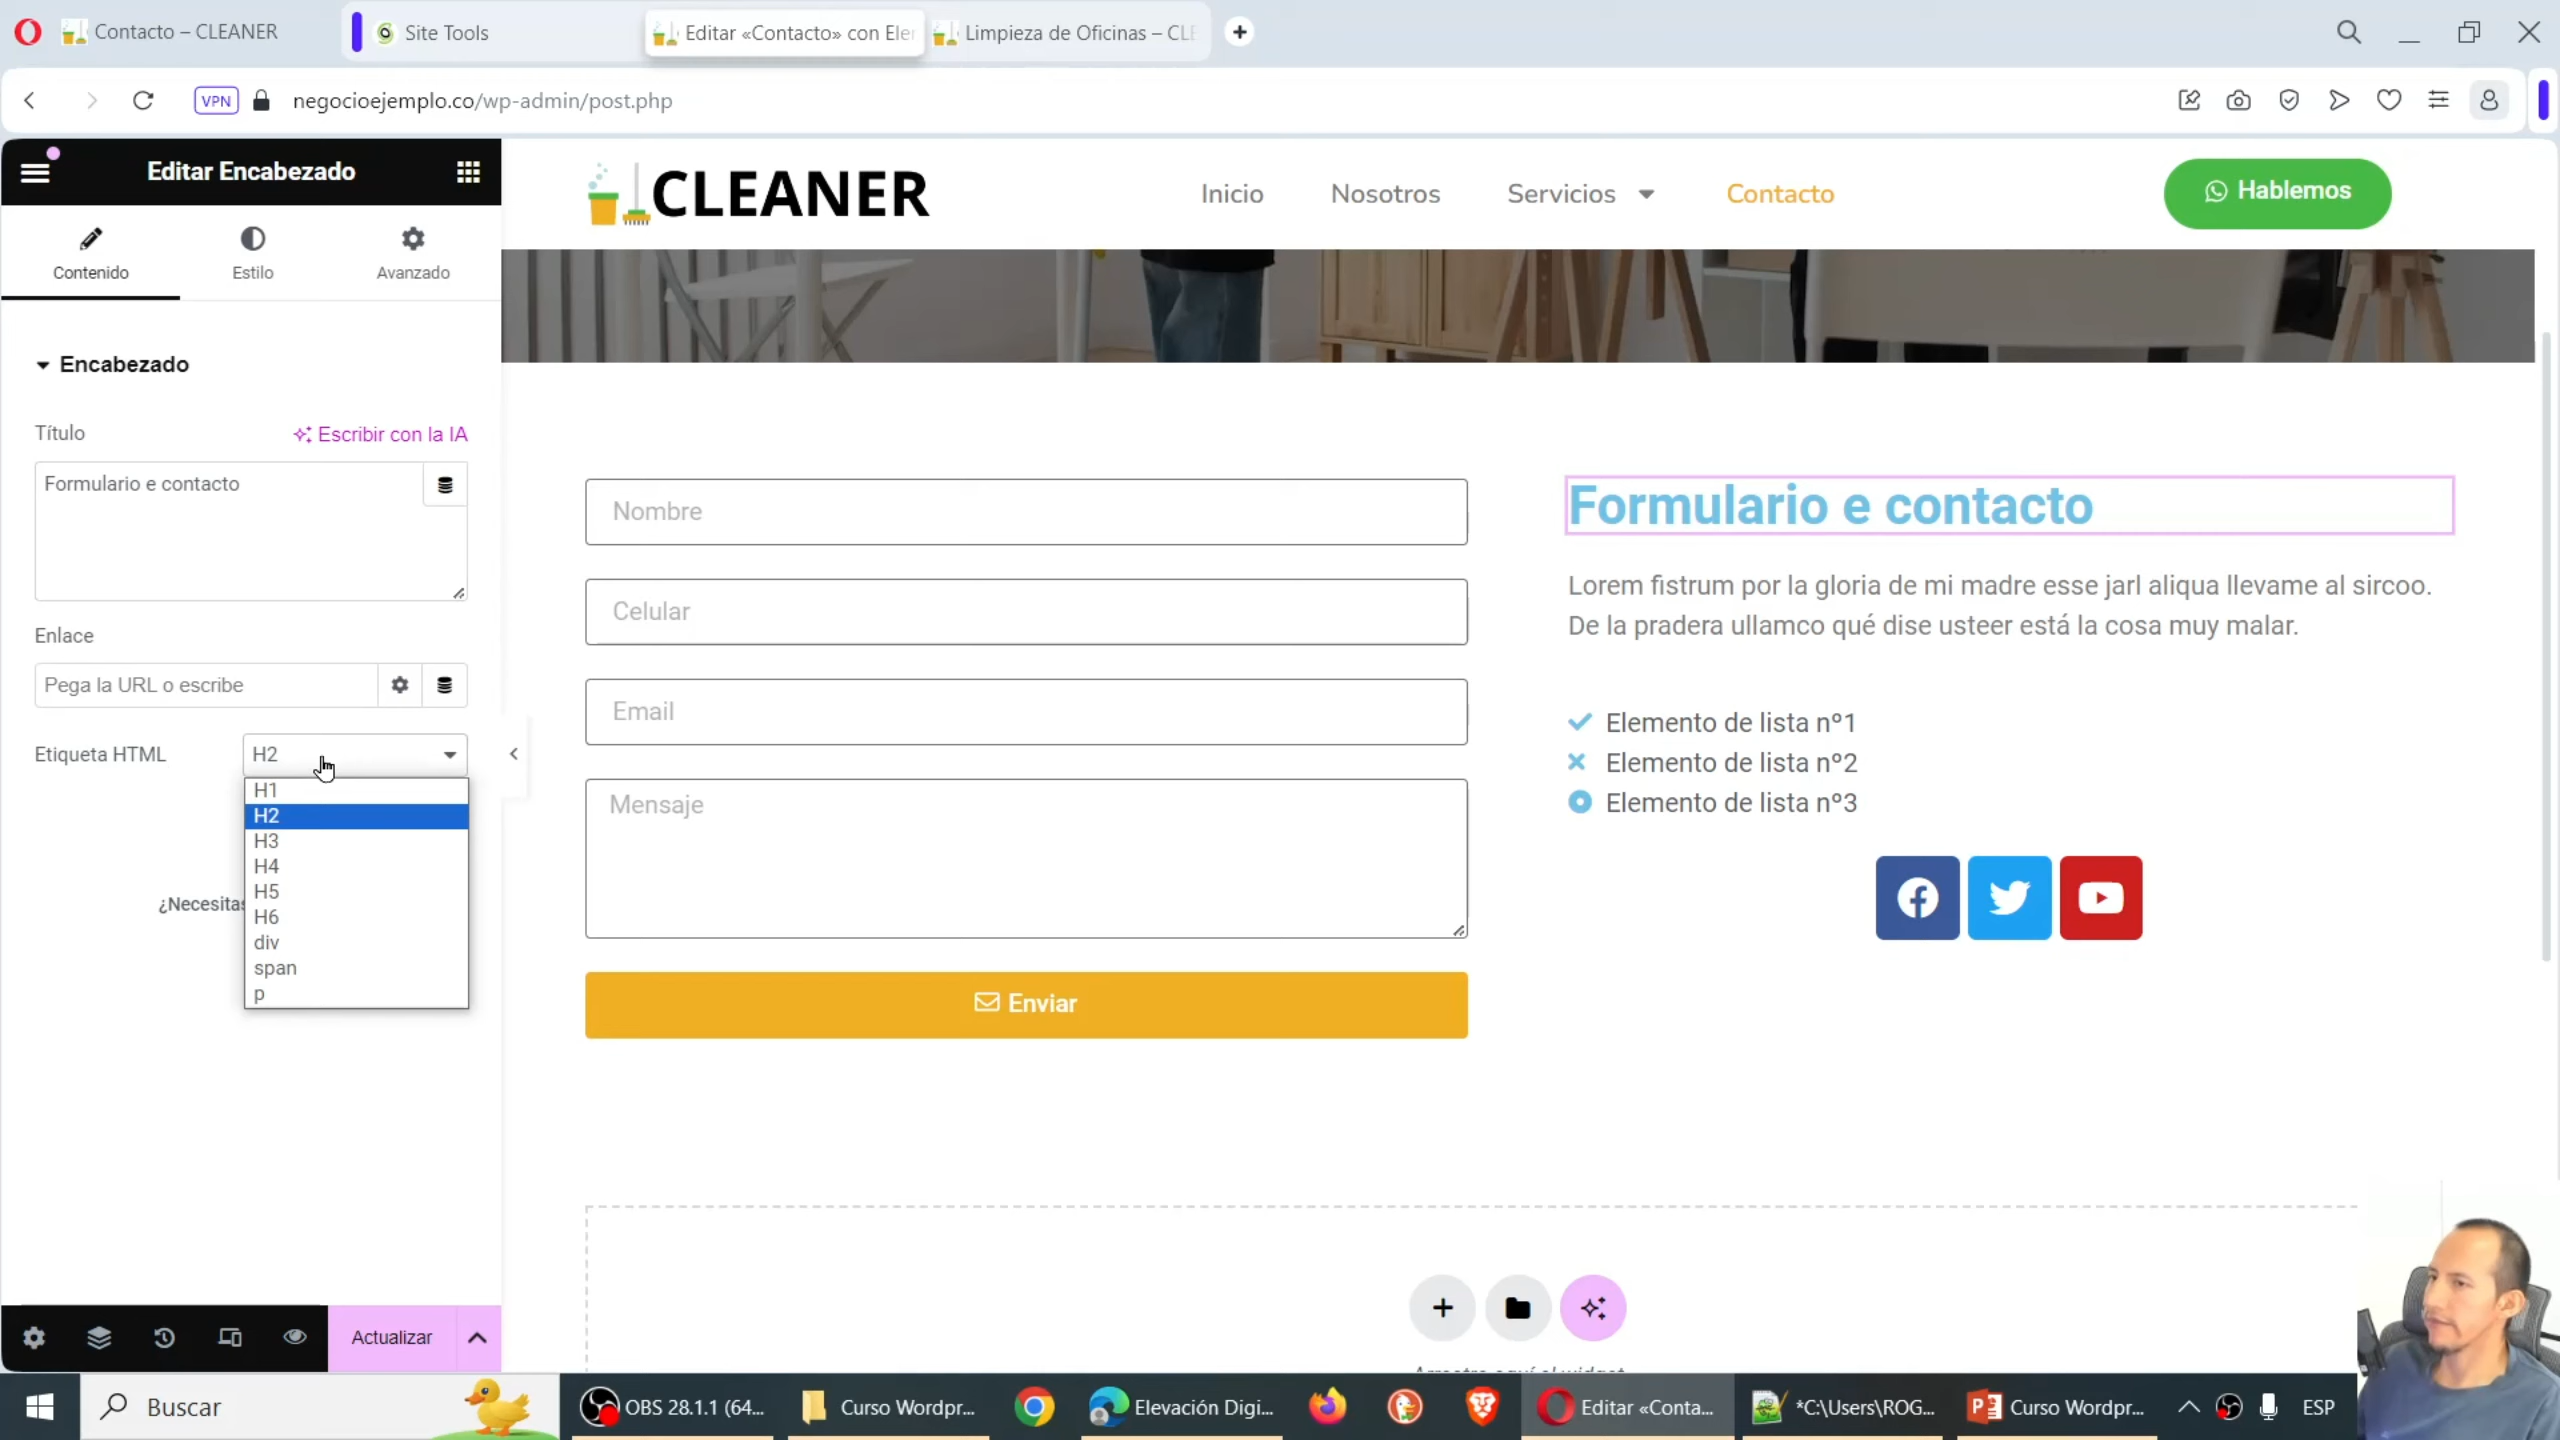 Contacto – CLEANER
Site Tools
Editar «Contacto» con Eler
Limpieza de Oficinas – CLE
VPN
negocioejemplo.co/wp-admin/post.php
Editar Encabezado
Contenido
Estilo
Avanzado
Encabezado
Título
Escribir con la IA
Formulario e contacto
Enlace
Pega la URL o escribe
Etiqueta HTML
H2
H1
H2
H3
H4
H5
H6
div
span
p
¿Necesitas
Actualizar
CLEANER
Inicio
Nosotros
Servicios
Contacto
Hablemos
Nombre
Celular
Email
Mensaje
Enviar
Formulario e contacto
Lorem fistrum por la gloria de mi madre esse jarl aliqua llevame al sircoo.
De la pradera ullamco qué dise usteer está la cosa muy malar.
Elemento de lista nº1
Elemento de lista nº2
Elemento de lista nº3
Buscar
OBS 28.1.1 (64...
Curso Wordpr...
Elevación Digi...
Editar «Conta...
*C:\Users\ROG...
Curso Wordpr...
ESP